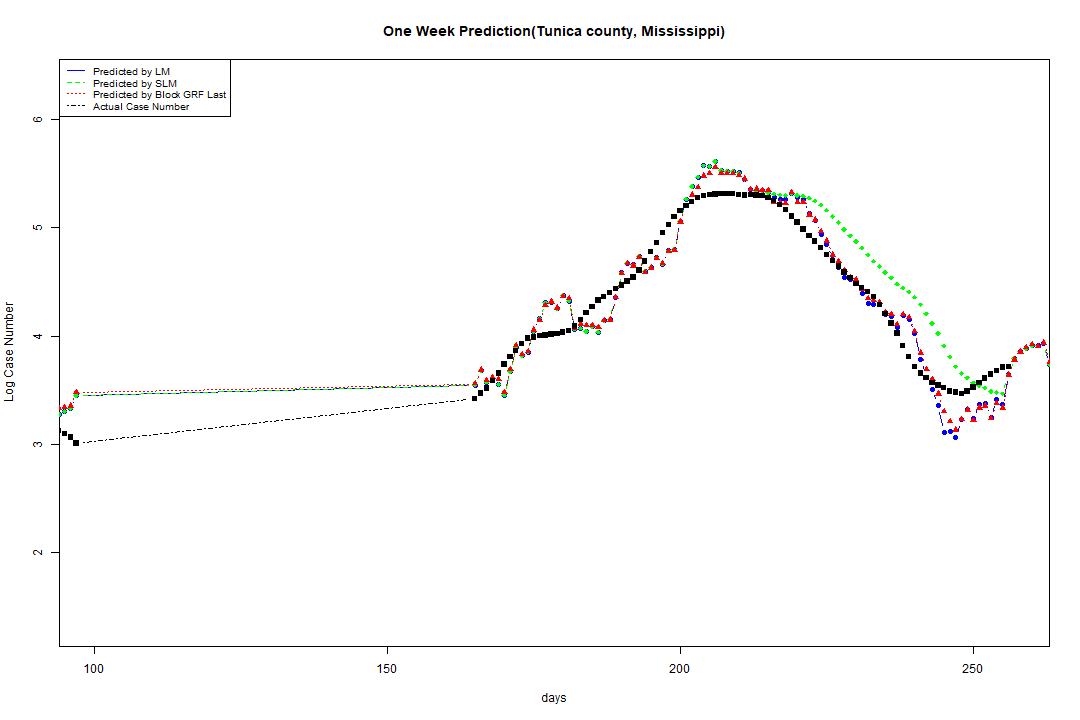 One Week Prediction(Tunica county, Mississippi)
Predicted by LM
Predicted by SLM
Predicted by Block GRF Last
Actual Case Number
6
5
4
3
2
Log Case Number
100 150 200 250
days